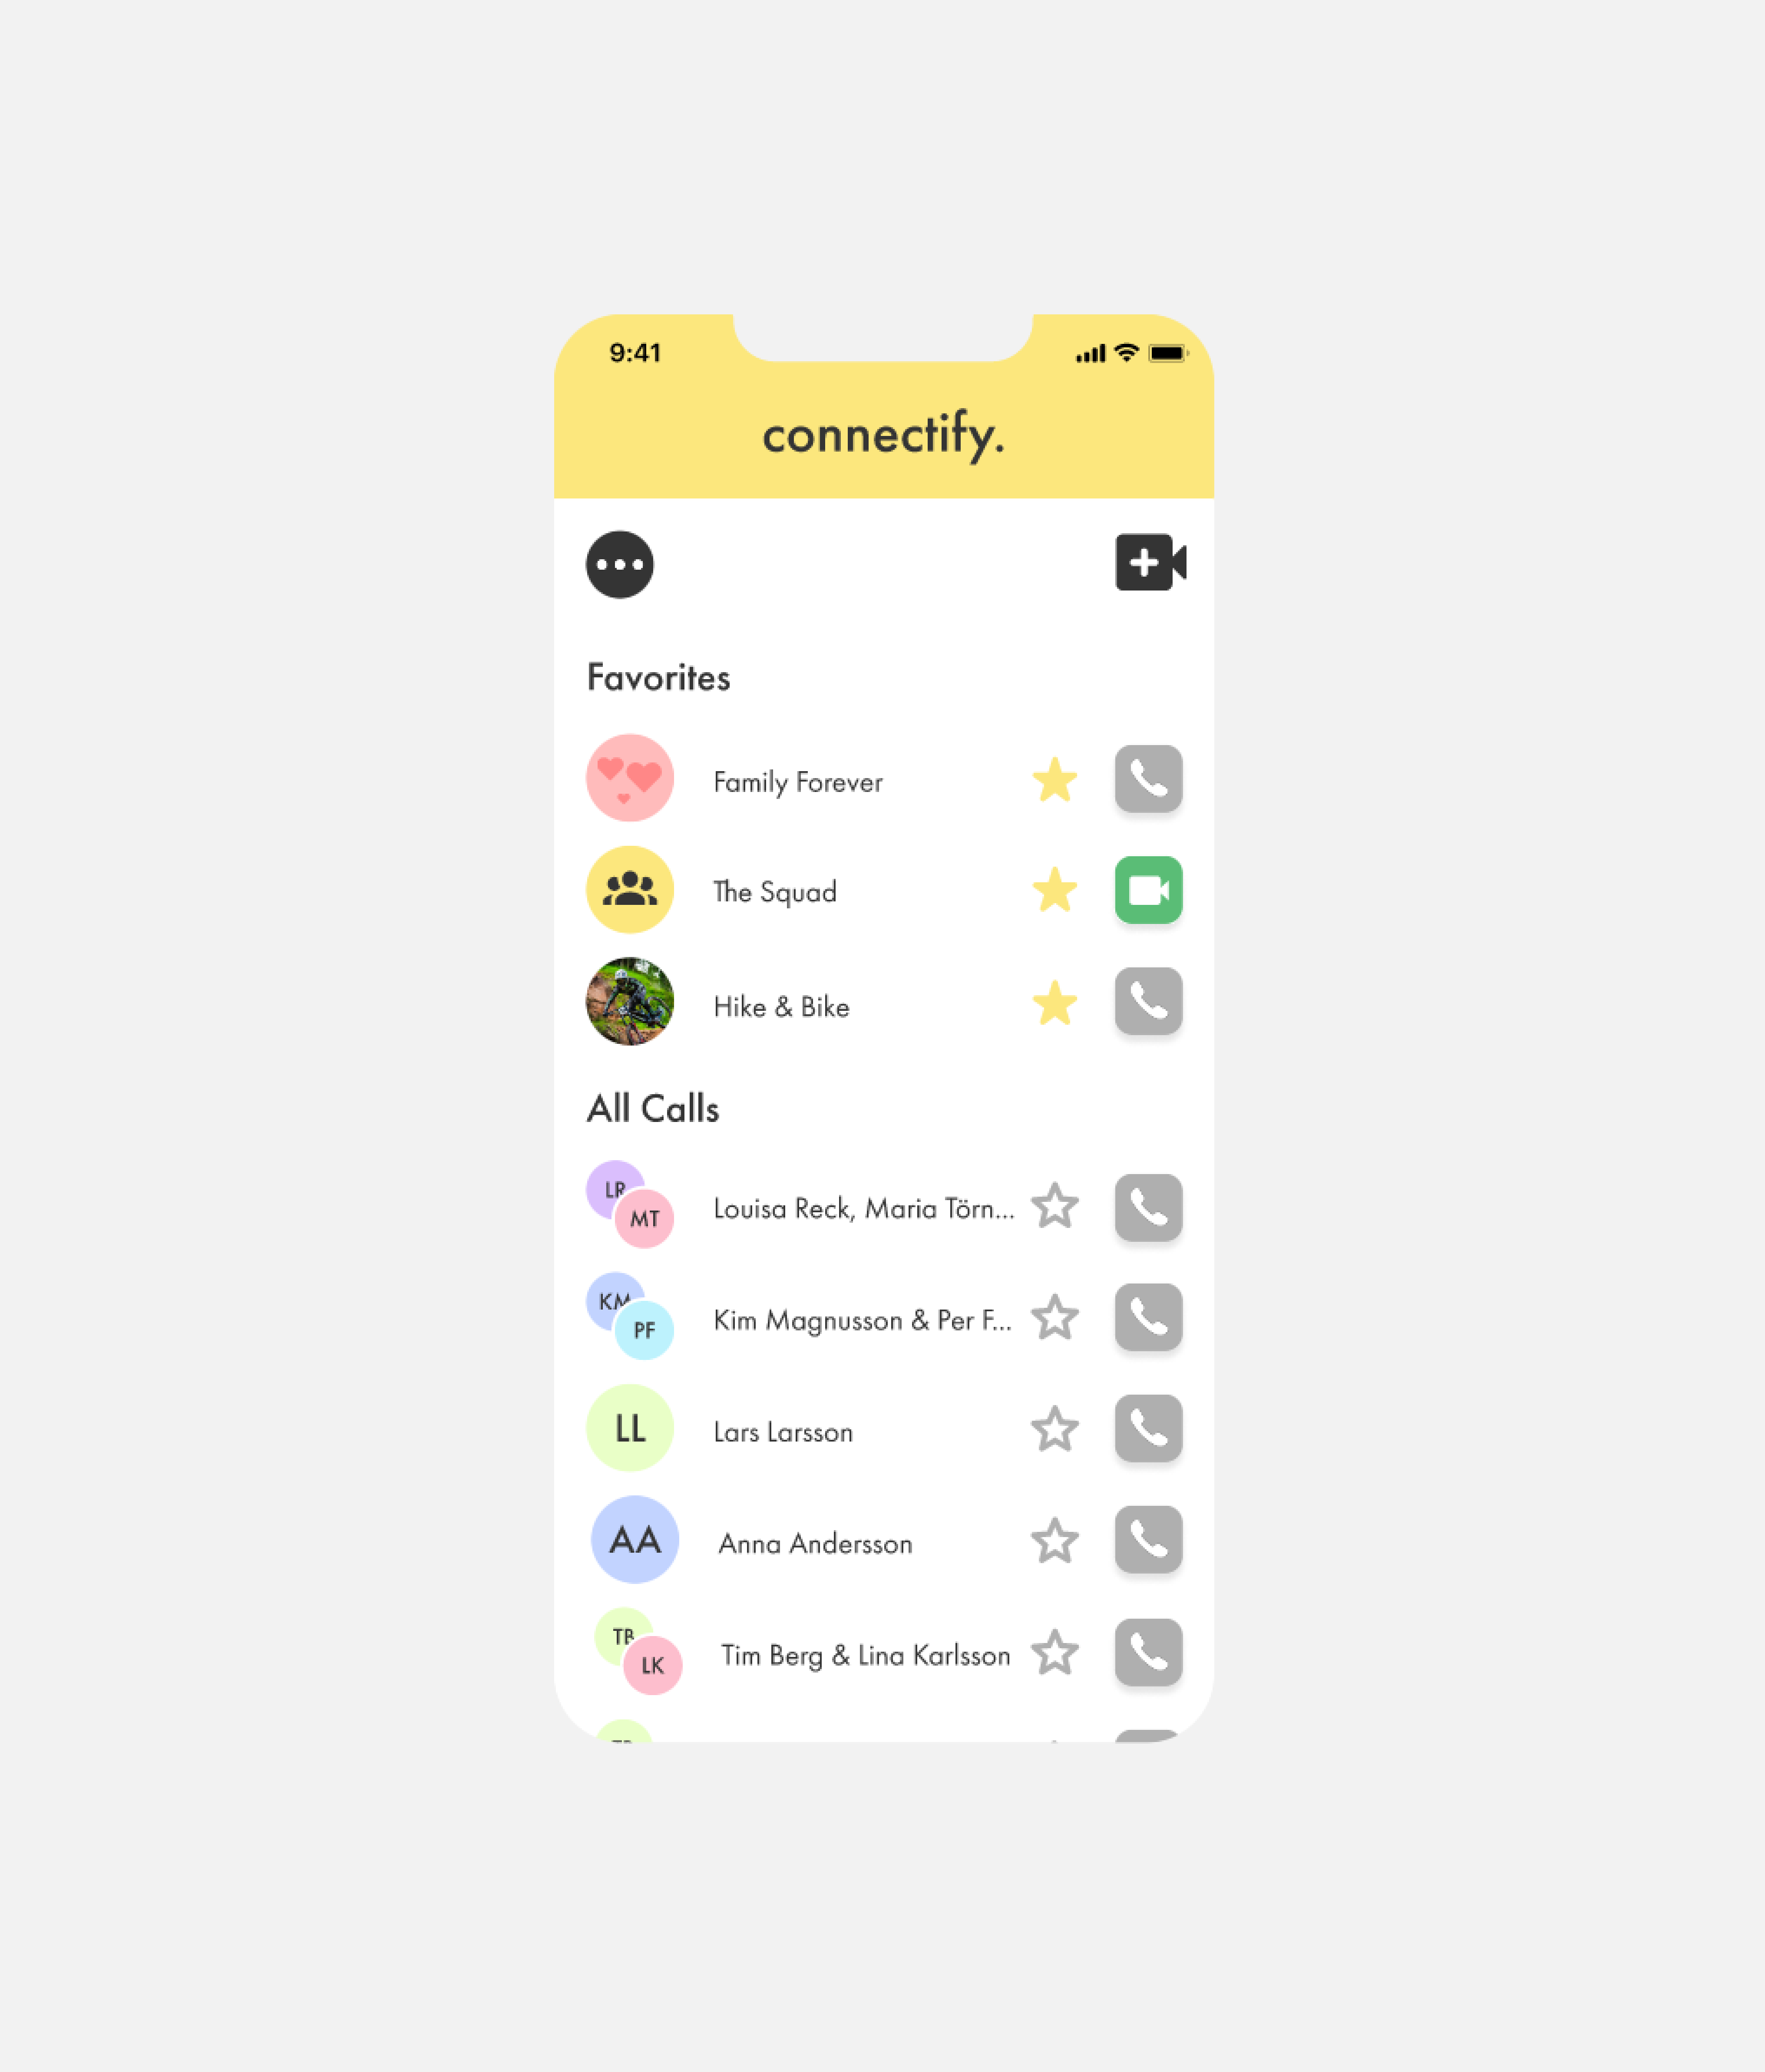 9:41
connectify.
Favorites
Family Forever
The Squad
Hike & Bike
All Calls
LR
MT
Louisa Reck, Maria Törn...
KM
PF
Kim Magnusson & Per F...
LL
Lars Larsson
AA
Anna Andersson
TB
LK
Tim Berg & Lina Karlsson